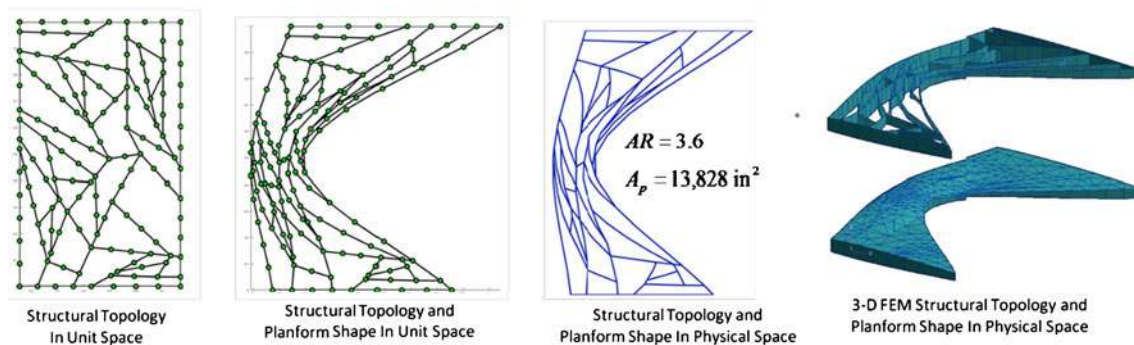 AR = 3.6
A_p = 13,828 in²
Structural Topology
In Unit Space
Structural Topology and
Planform Shape In Unit Space
Structural Topology and
Planform Shape In Physical Space
3-D FEM Structural Topology and
Planform Shape In Physical Space